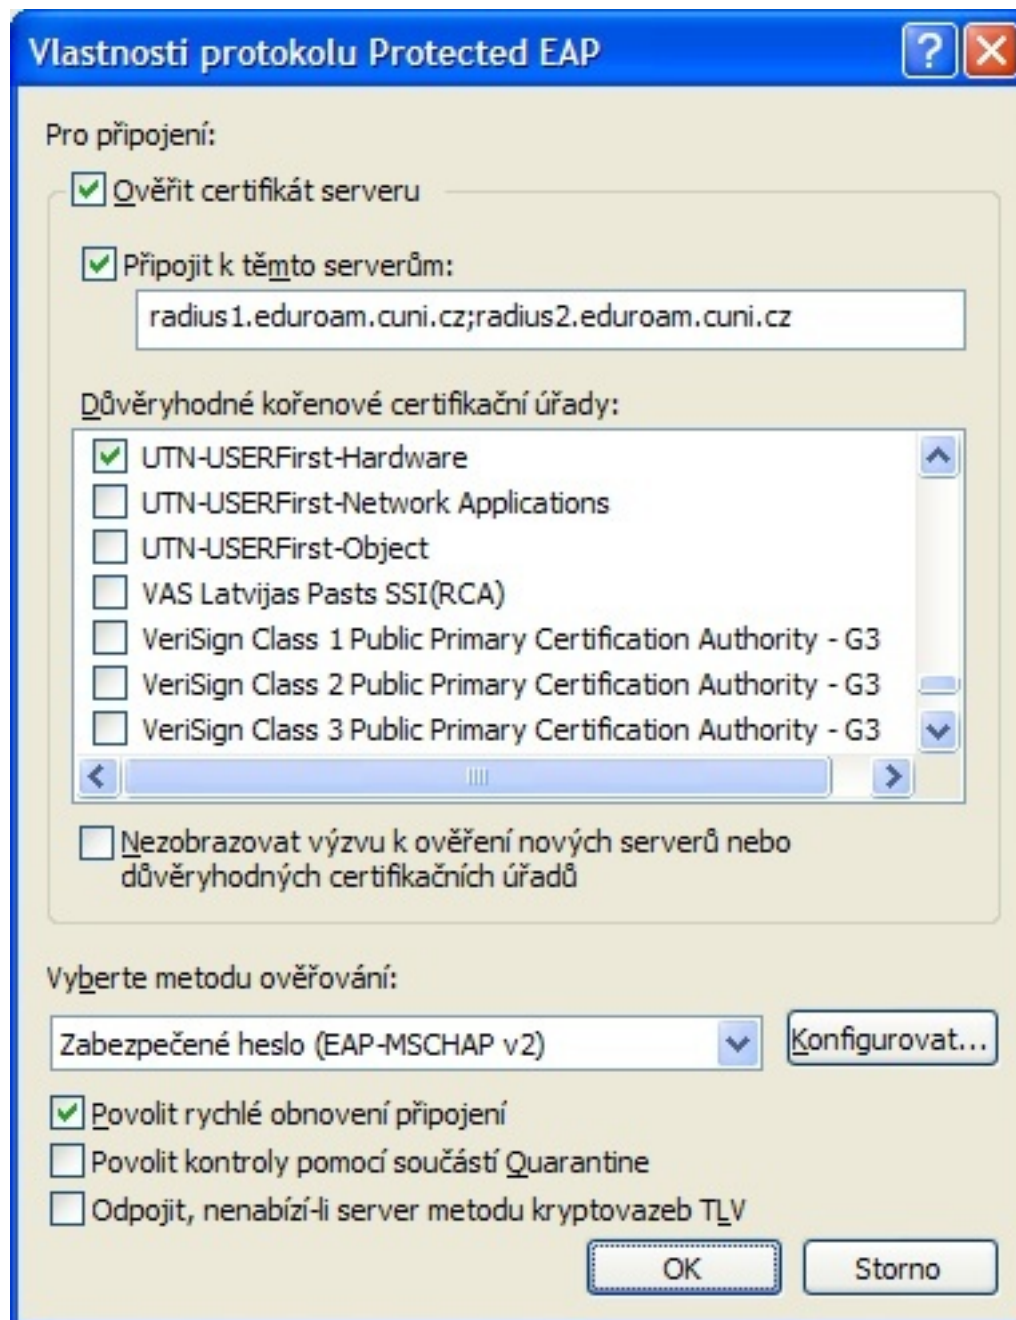 Vlastnosti protokolu Protected EAP
Pro připojení:
Ověřit certifikát serveru
Připojit k těmto serverům:
radius1.eduroam.cuni.cz;radius2.eduroam.cuni.cz
Důvěryhodné kořenové certifikační úřady:
UTN-USERFirst-Hardware
UTN-USERFirst-Network Applications
UTN-USERFirst-Object
VAS Latvijas Pasts SSI(RCA)
VeriSign Class 1 Public Primary Certification Authority - G3
VeriSign Class 2 Public Primary Certification Authority - G3
VeriSign Class 3 Public Primary Certification Authority - G3
Nezobrazovat výzvu k ověření nových serverů nebo
důvěryhodných certifikačních úřadů
Vyberte metodu ověřování:
Zabezpečené heslo (EAP-MSCHAP v2)
Konfigurovat...
Povolit rychlé obnovení připojení
Povolit kontroly pomocí součástí Quarantine
Odpojit, nenabízí-li server metodu kryptovazeb TLV
OK
Storno